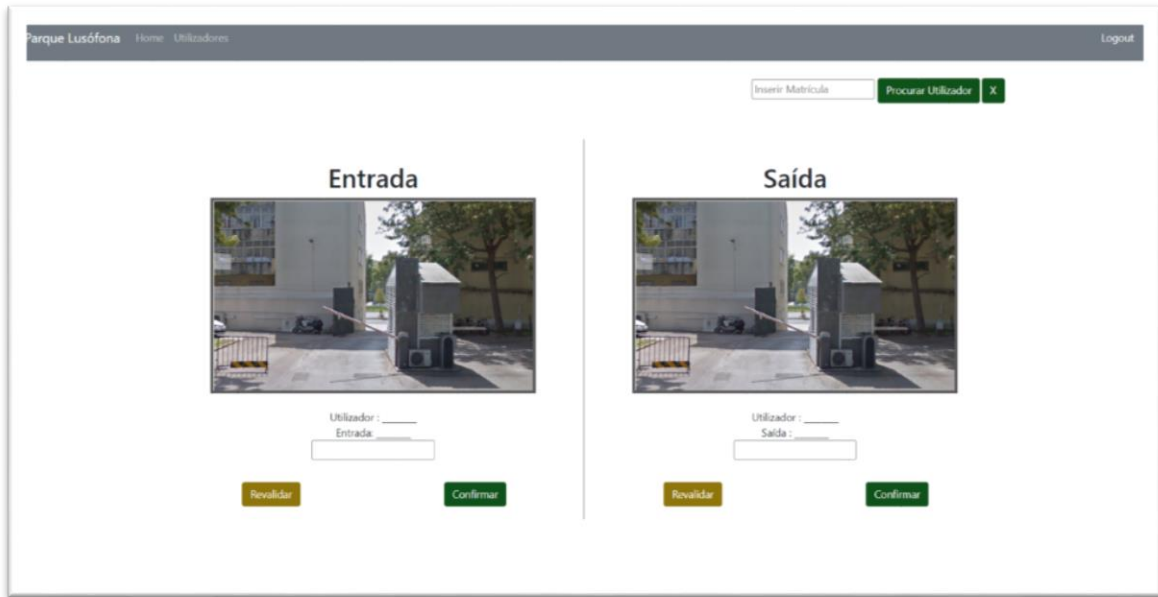 Parque Lusófona Home Utilizadores Logout
Inserir Matrícula Procurar Utilizador X
Entrada
Utilizador : ______
Entrada: ______
Revalidar Confirmar
Saída
Utilizador : ______
Saída : ______
Revalidar Confirmar